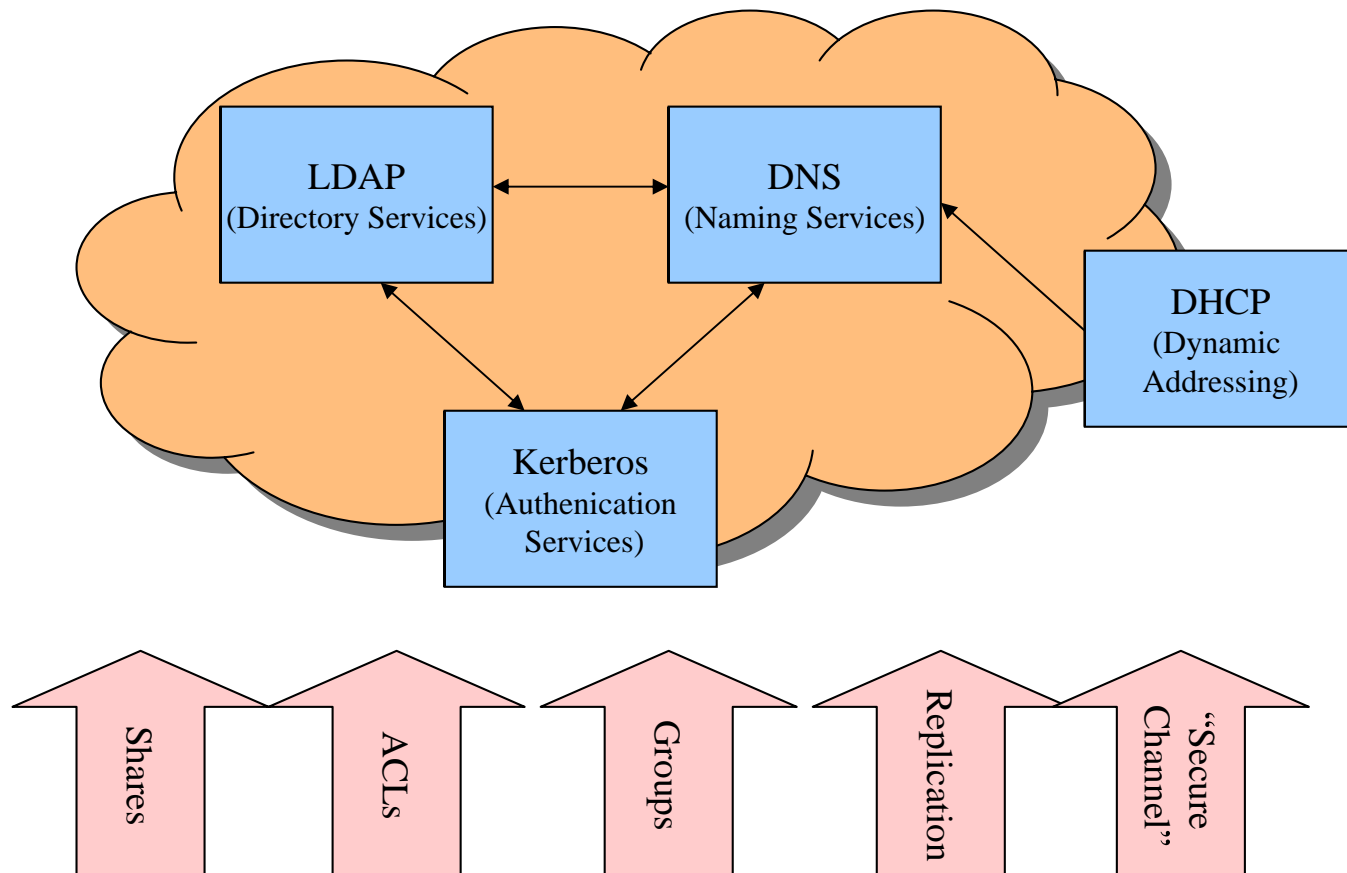 LDAP
(Directory Services)
DNS
(Naming Services)
DHCP
(Dynamic
Addressing)
Kerberos
(Authenication
Services)
Shares
ACLs
Groups
Replication
“Secure
Channel”